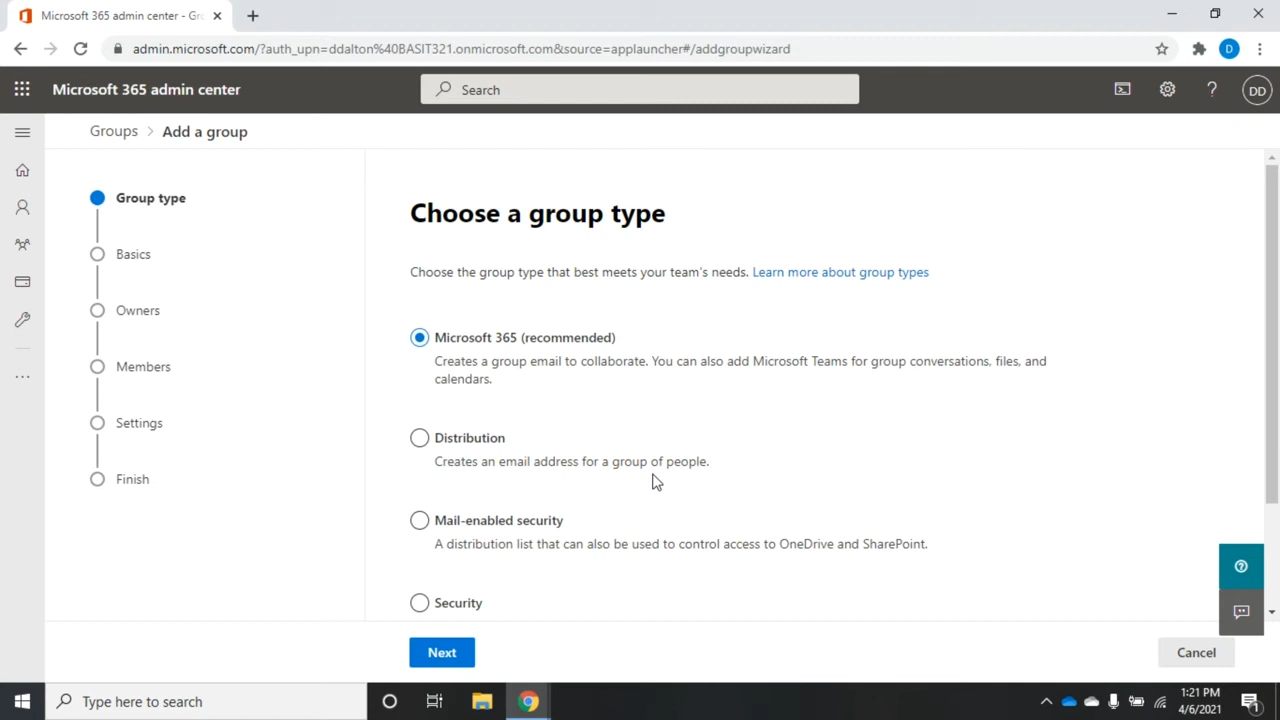 Microsoft 365 admin center - Gro
admin.microsoft.com/?auth_upn=ddalton%40BASIT321.onmicrosoft.com&source=applauncher#/addgroupwizard
D
Microsoft 365 admin center
Search
DD
Groups > Add a group
Group type
Basics
Owners
Members
Settings
Finish
Choose a group type
Choose the group type that best meets your team's needs. Learn more about group types
Microsoft 365 (recommended)
Creates a group email to collaborate. You can also add Microsoft Teams for group conversations, files, and
calendars.
Distribution
Creates an email address for a group of people.
Mail-enabled security
A distribution list that can also be used to control access to OneDrive and SharePoint.
Security
Next
Cancel
Type here to search
1:21 PM
4/6/2021
1